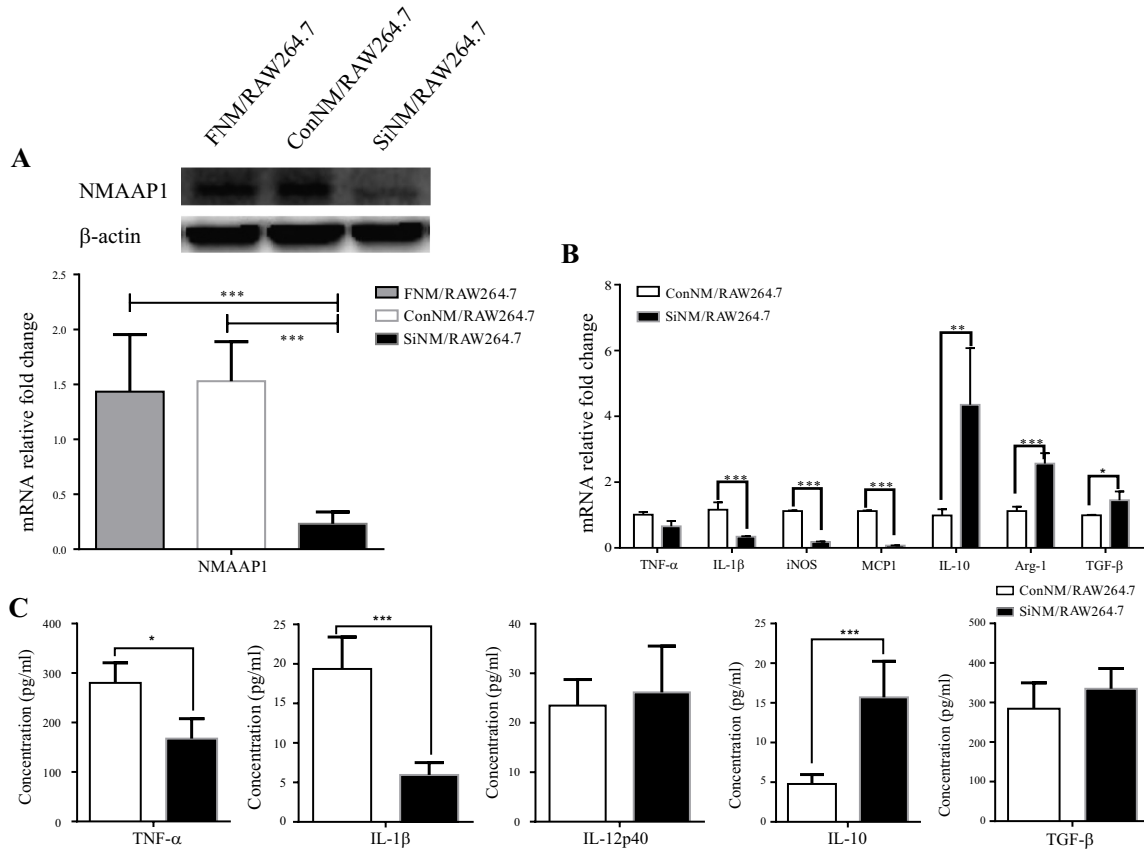 FNM/RAW264.7
ConNM/RAW264.7
SiNM/RAW264.7
A
NMAAP1
β-actin
mRNA relative fold change
2.5
2.0
1.5
1.0
0.5
0.0
***
***
FNM/RAW264.7
ConNM/RAW264.7
SiNM/RAW264.7
NMAAP1
B
mRNA relative fold change
8
6
4
2
0
ConNM/RAW264.7
SiNM/RAW264.7
***
***
***
**
***
*
TNF-α IL-1β iNOS MCP1 IL-10 Arg-1 TGF-β
ConNM/RAW264.7
SiNM/RAW264.7
C
Concentration (pg/ml)
400
300
200
100
0
*
TNF-α
Concentration (pg/ml)
25
20
15
10
5
0
***
IL-1β
Concentration (pg/ml)
40
30
20
10
0
IL-12p40
Concentration (pg/ml)
25
20
15
10
5
0
***
IL-10
Concentration (pg/ml)
500
400
300
200
100
0
TGF-β